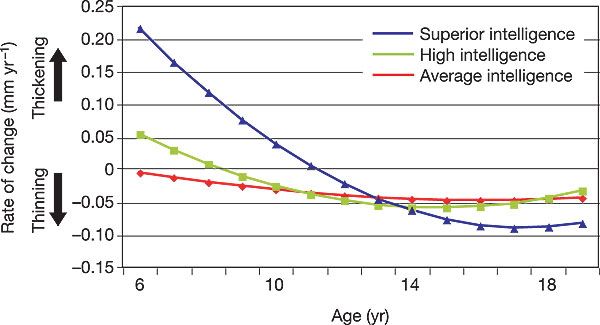 0.25
0.20
0.15
0.10
0.05
0
−0.05
−0.10
−0.15
Rate of change (mm yr−1)
Thickening
Thinning
Superior intelligence
High intelligence
Average intelligence
6
10
14
18
Age (yr)